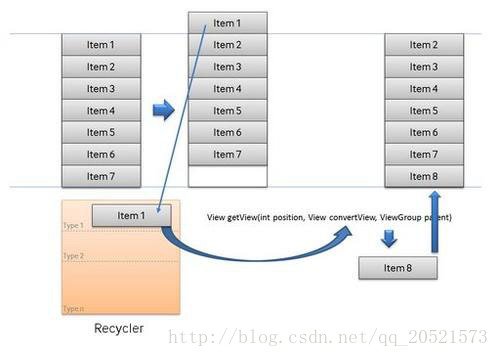 Item 1
Item 2
Item 3
Item 4
Item 5
Item 6
Item 7
Item 1
Item 2
Item 3
Item 4
Item 5
Item 6
Item 7
Item 2
Item 3
Item 4
Item 5
Item 6
Item 7
Item 8
Item 1
Type 1
Type 2
Type n
Recycler
View getView(int position, View convertView, ViewGroup parent)
Item 8
http://blog.csdn.net/qq_20521573